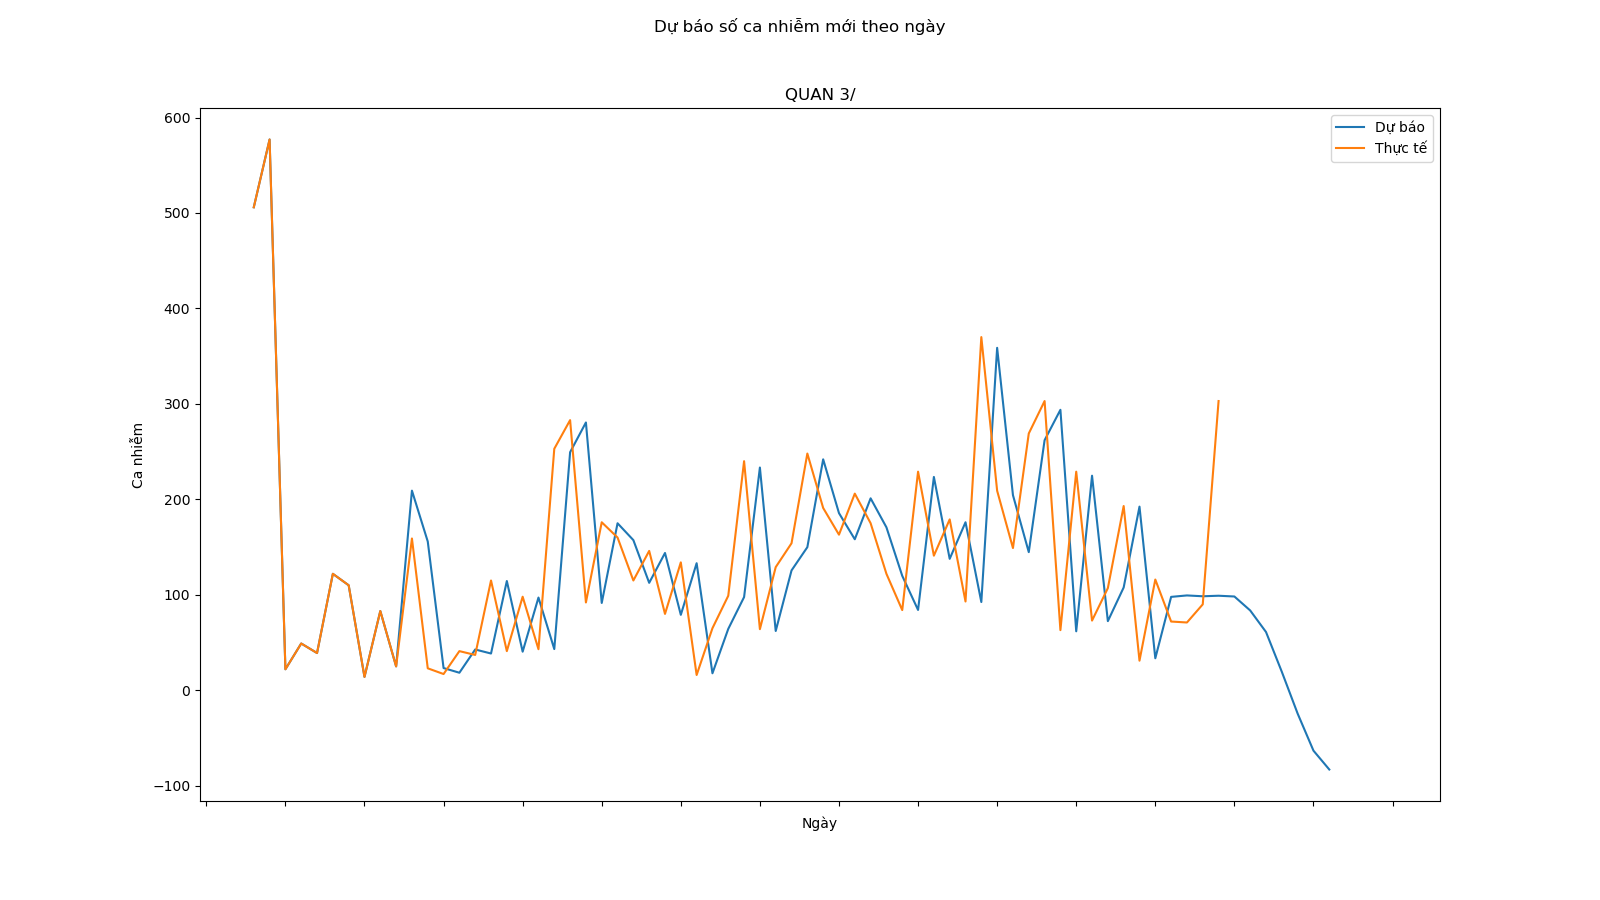 Dự báo số ca nhiễm mới theo ngày
QUAN 3/
600
500
400
300
200
100
0
−100
Ca nhiễm
Ngày
Dự báo
Thực tế